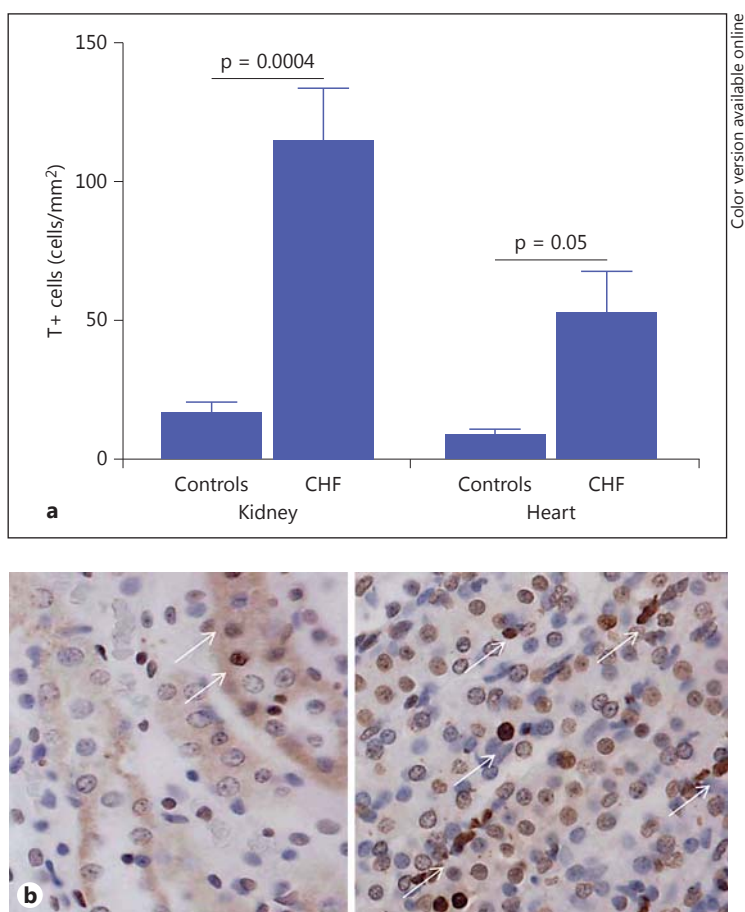 Color version available online
150
100
50
0
T+ cells (cells/mm²)
p = 0.0004
p = 0.05
Controls
CHF
Controls
CHF
Kidney
Heart
a
b